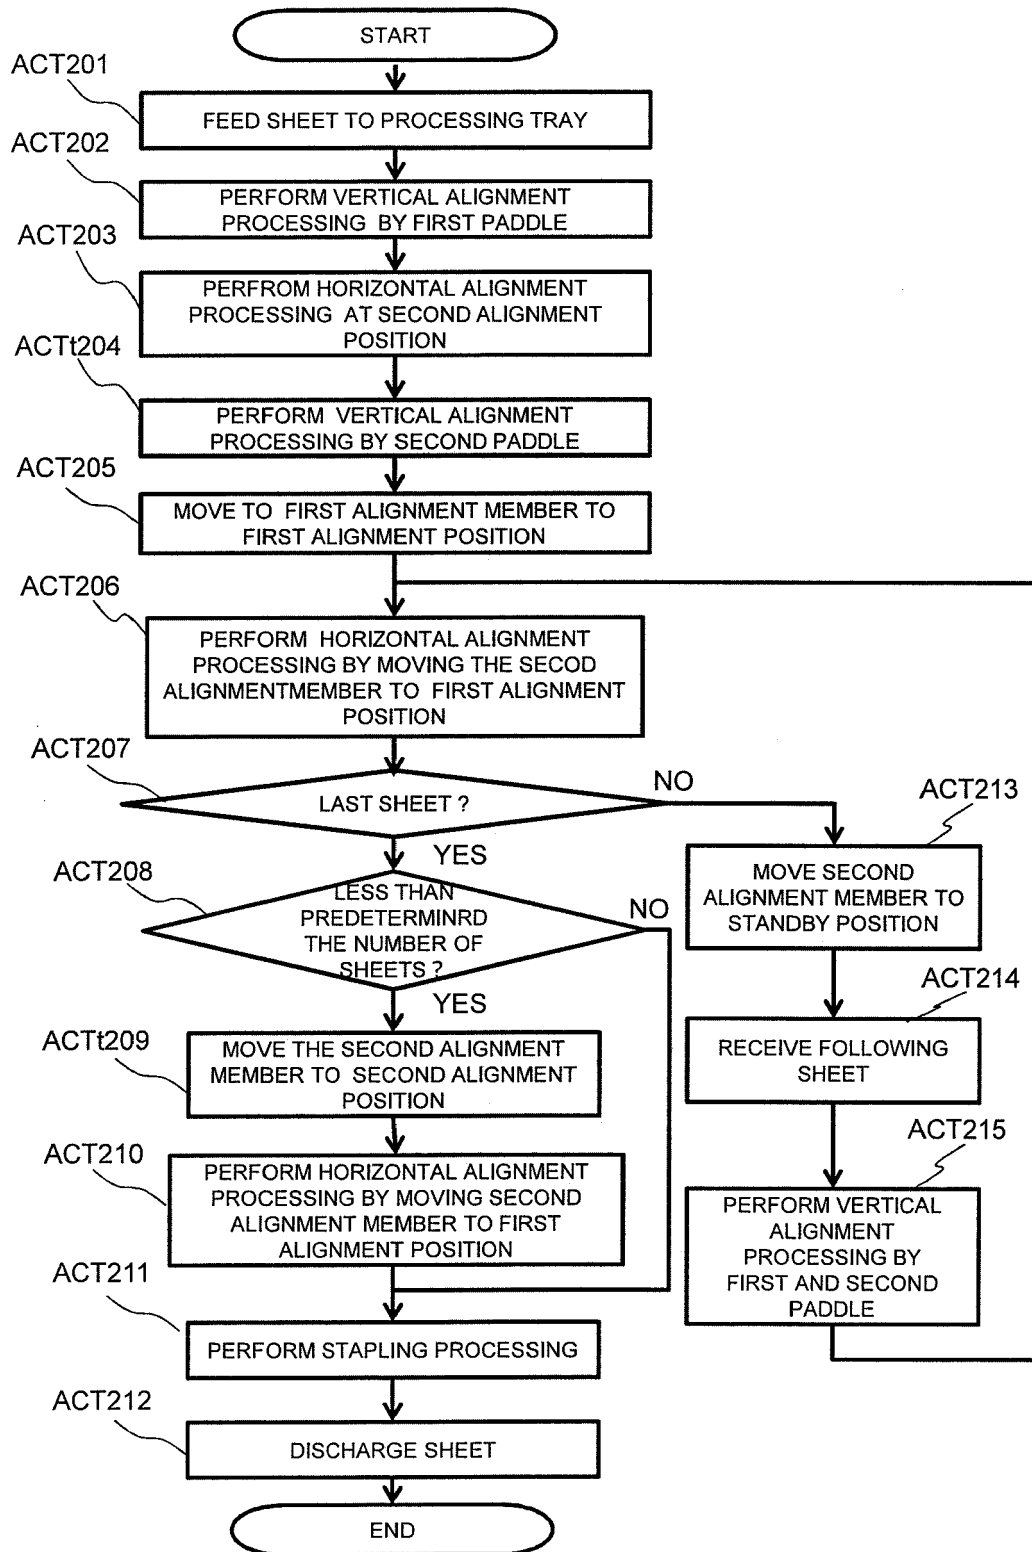 START
ACT201
FEED SHEET TO PROCESSING TRAY
ACT202
PERFORM VERTICAL ALIGNMENT
PROCESSING BY FIRST PADDLE
ACT203
PERFROM HORIZONTAL ALIGNMENT
PROCESSING AT SECOND ALIGNMENT
POSITION
ACTt204
PERFORM VERTICAL ALIGNMENT
PROCESSING BY SECOND PADDLE
ACT205
MOVE TO FIRST ALIGNMENT MEMBER TO
FIRST ALIGNMENT POSITION
ACT206
PERFORM HORIZONTAL ALIGNMENT
PROCESSING BY MOVING THE SECOD
ALIGNMENTMEMBER TO FIRST ALIGNMENT
POSITION
ACT207
LAST SHEET ?
NO
YES
ACT208
LESS THAN
PREDETERMINRD
THE NUMBER OF
SHEETS ?
NO
YES
ACTt209
MOVE THE SECOND ALIGNMENT
MEMBER TO SECOND ALIGNMENT
POSITION
ACT210
PERFORM HORIZONTAL ALIGNMENT
PROCESSING BY MOVING SECOND
ALIGNMENT MEMBER TO FIRST
ALIGNMENT POSITION
ACT211
PERFORM STAPLING PROCESSING
ACT212
DISCHARGE SHEET
END
ACT213
MOVE SECOND
ALIGNMENT MEMBER TO
STANDBY POSITION
ACT214
RECEIVE FOLLOWING
SHEET
ACT215
PERFORM VERTICAL
ALIGNMENT
PROCESSING BY
FIRST AND SECOND
PADDLE